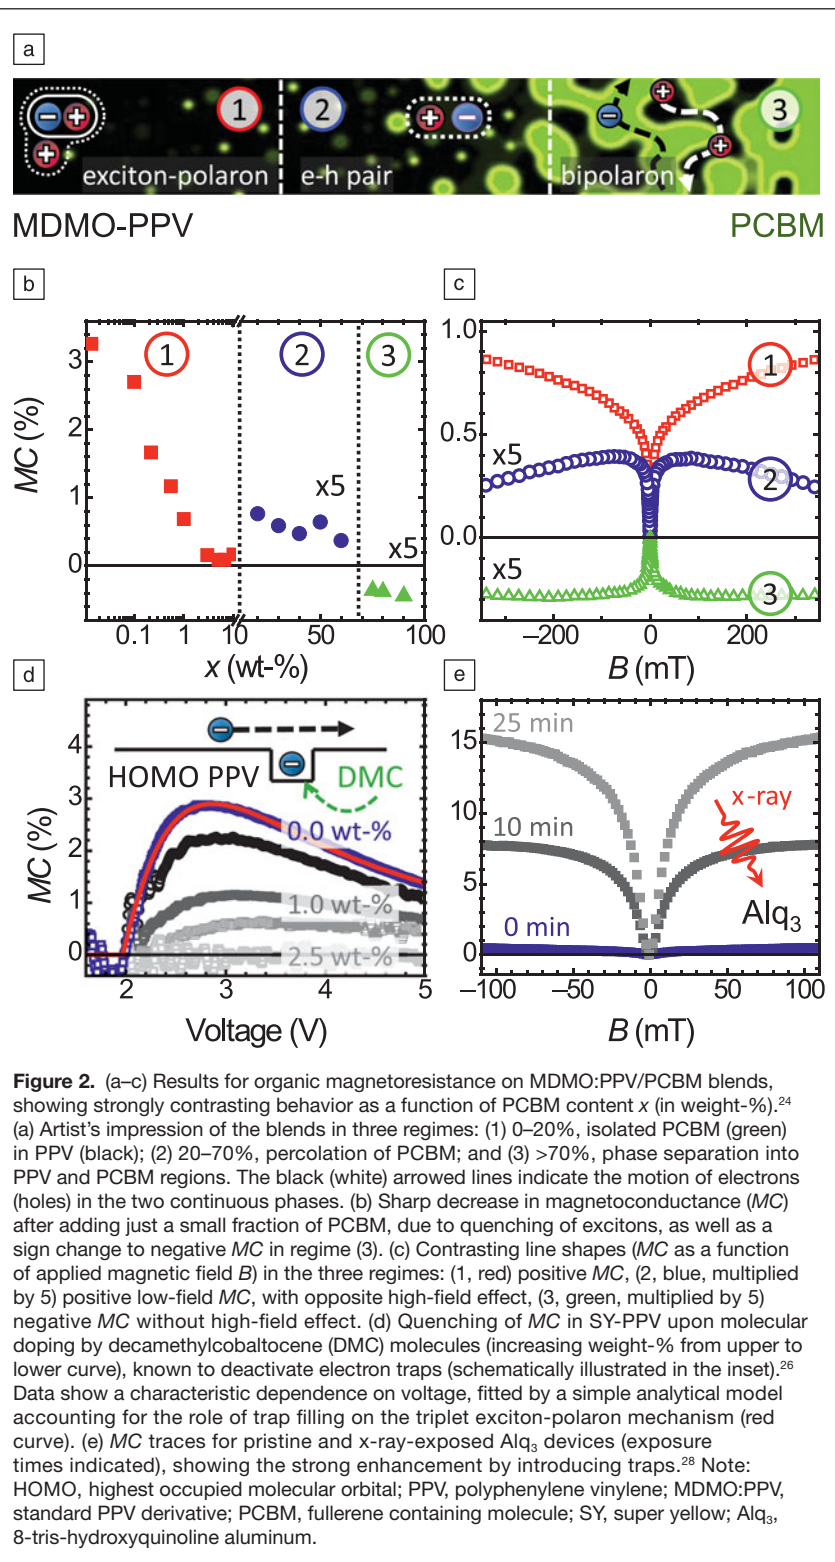 a
1 2 3
exciton-polaron e-h pair bipolaron
MDMO-PPV PCBM
b
MC (%)
3
2
1
0
1 2 3
x5
x5
0.1 1 10 50 100
x (wt-%)
c
1.0
0.5
0.0
1
x5
2
x5
3
−200 0 200
B (mT)
d
MC (%)
4
3
2
1
0
HOMO PPV DMC
0.0 wt-%
1.0 wt-%
2.5 wt-%
2 3 4 5
Voltage (V)
e
15
10
5
0
25 min
x-ray
10 min
Alq3
0 min
−100 −50 0 50 100
B (mT)
Figure 2. (a–c) Results for organic magnetoresistance on MDMO:PPV/PCBM blends,
showing strongly contrasting behavior as a function of PCBM content x (in weight-%).24
(a) Artist's impression of the blends in three regimes: (1) 0–20%, isolated PCBM (green)
in PPV (black); (2) 20–70%, percolation of PCBM; and (3) >70%, phase separation into
PPV and PCBM regions. The black (white) arrowed lines indicate the motion of electrons
(holes) in the two continuous phases. (b) Sharp decrease in magnetoconductance (MC)
after adding just a small fraction of PCBM, due to quenching of excitons, as well as a
sign change to negative MC in regime (3). (c) Contrasting line shapes (MC as a function
of applied magnetic field B) in the three regimes: (1, red) positive MC, (2, blue, multiplied
by 5) positive low-field MC, with opposite high-field effect, (3, green, multiplied by 5)
negative MC without high-field effect. (d) Quenching of MC in SY-PPV upon molecular
doping by decamethylcobaltocene (DMC) molecules (increasing weight-% from upper to
lower curve), known to deactivate electron traps (schematically illustrated in the inset).26
Data show a characteristic dependence on voltage, fitted by a simple analytical model
accounting for the role of trap filling on the triplet exciton-polaron mechanism (red
curve). (e) MC traces for pristine and x-ray-exposed Alq3 devices (exposure
times indicated), showing the strong enhancement by introducing traps.28 Note:
HOMO, highest occupied molecular orbital; PPV, polyphenylene vinylene; MDMO:PPV,
standard PPV derivative; PCBM, fullerene containing molecule; SY, super yellow; Alq3,
8-tris-hydroxyquinoline aluminum.